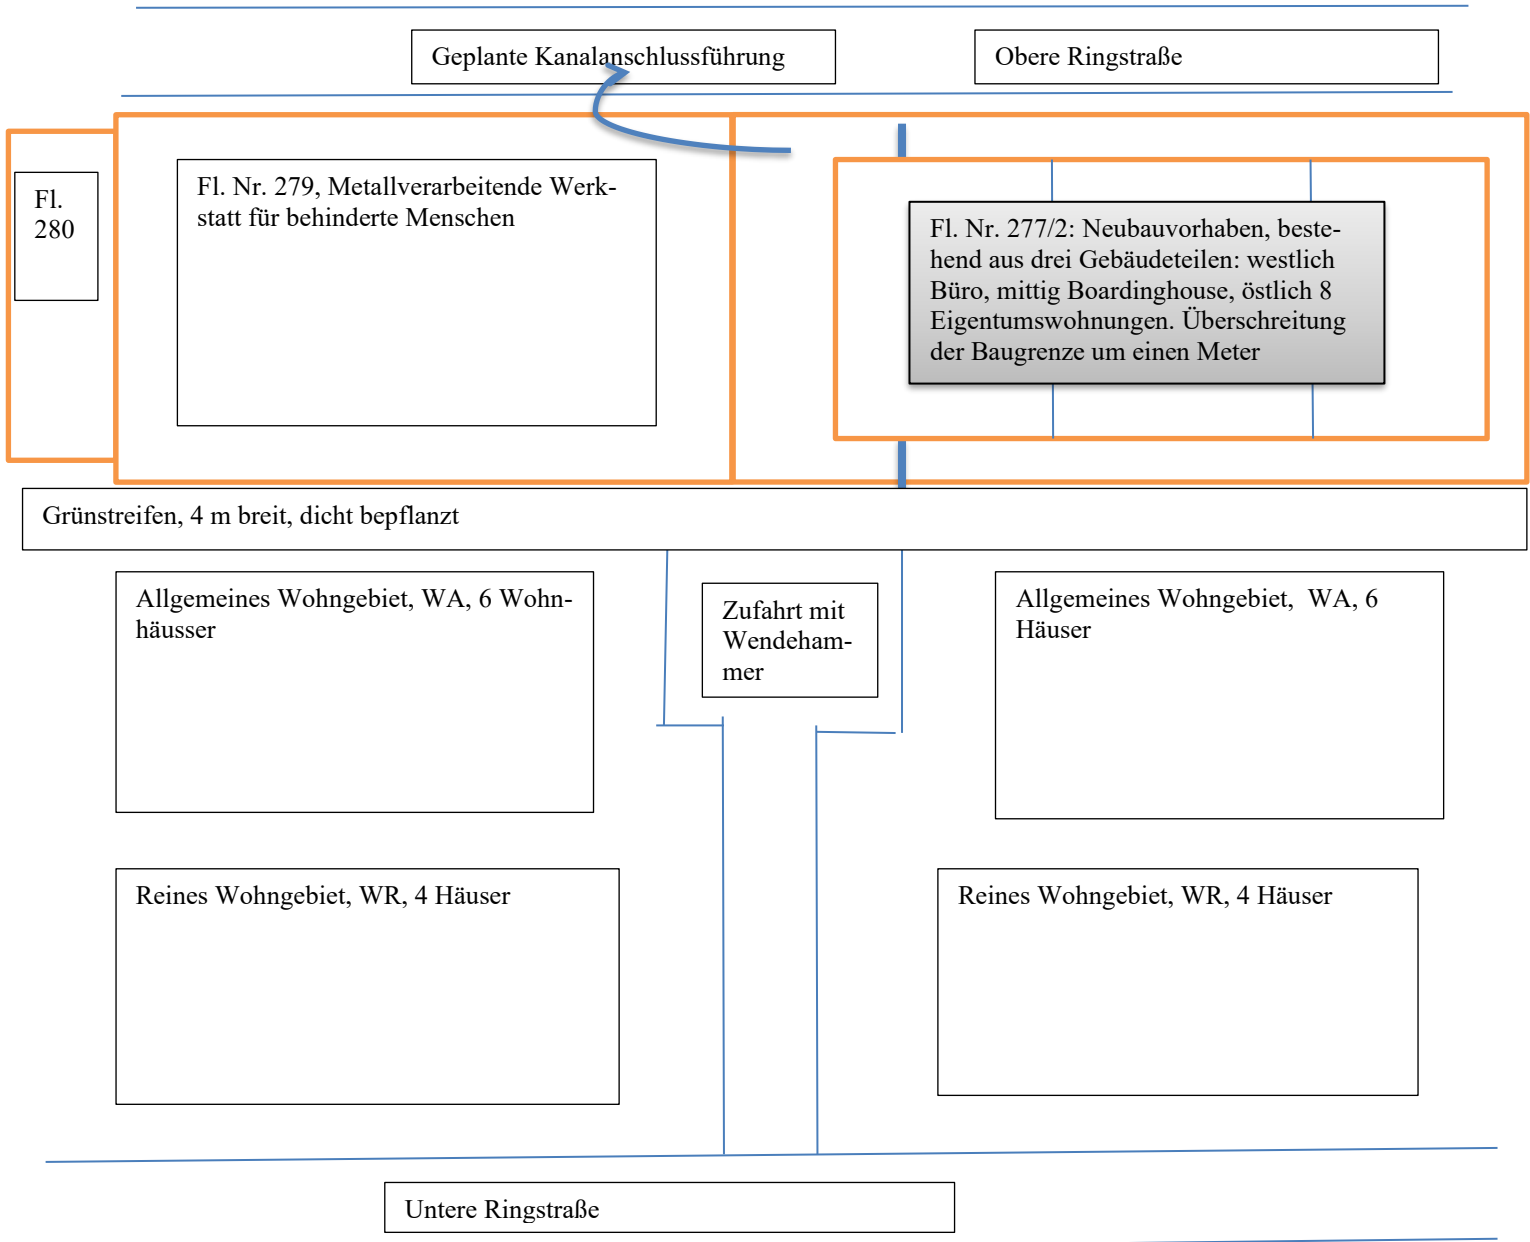 Geplante Kanalanschlussführung
Obere Ringstraße
Fl.
280
Fl. Nr. 279, Metallverarbeitende Werk-
statt für behinderte Menschen
Fl. Nr. 277/2: Neubauvorhaben, beste-
hend aus drei Gebäudeteilen: westlich
Büro, mittig Boardinghouse, östlich 8
Eigentumswohnungen. Überschreitung
der Baugrenze um einen Meter
Grünstreifen, 4 m breit, dicht bepflanzt
Allgemeines Wohngebiet, WA, 6 Wohn-
häusser
Zufahrt mit
Wendeham-
mer
Allgemeines Wohngebiet, WA, 6
Häuser
Reines Wohngebiet, WR, 4 Häuser
Reines Wohngebiet, WR, 4 Häuser
Untere Ringstraße